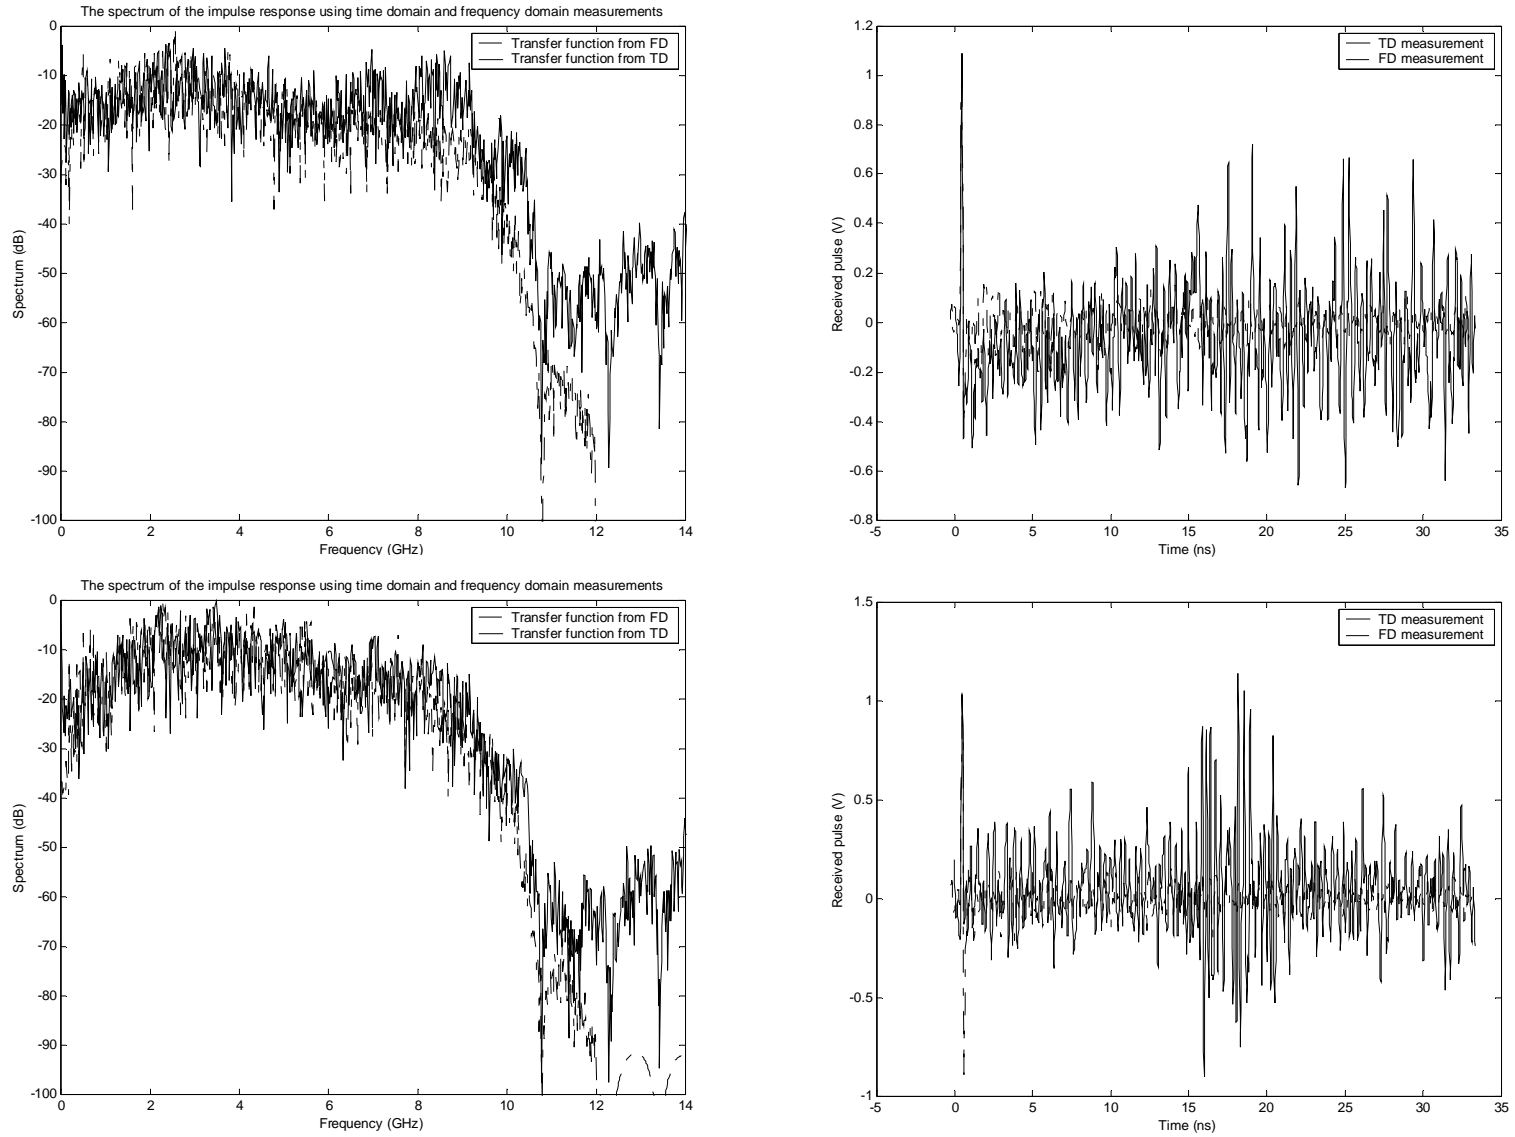 The spectrum of the impulse response using time domain and frequency domain measurements
0
-10
-20
-30
-40
-50
-60
-70
-80
-90
-100
Spectrum (dB)
Transfer function from FD
Transfer function from TD
0 2 4 6 8 10 12 14
Frequency (GHz)
1.2
1
0.8
0.6
0.4
0.2
0
-0.2
-0.4
-0.6
-0.8
Received pulse (V)
TD measurement
FD measurement
-5 0 5 10 15 20 25 30 35
Time (ns)
The spectrum of the impulse response using time domain and frequency domain measurements
0
-10
-20
-30
-40
-50
-60
-70
-80
-90
-100
Spectrum (dB)
Transfer function from FD
Transfer function from TD
0 2 4 6 8 10 12 14
Frequency (GHz)
1.5
1
0.5
0
-0.5
-1
Received pulse (V)
TD measurement
FD measurement
-5 0 5 10 15 20 25 30 35
Time (ns)